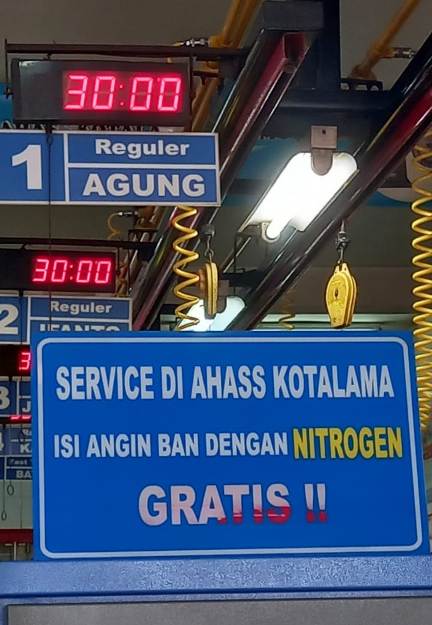 30:00
1 Reguler
AGUNG
30:00
2 Reguler
3
SERVICE DI AHASS KOTALAMA
ISI ANGIN BAN DENGAN NITROGEN
GRATIS !!